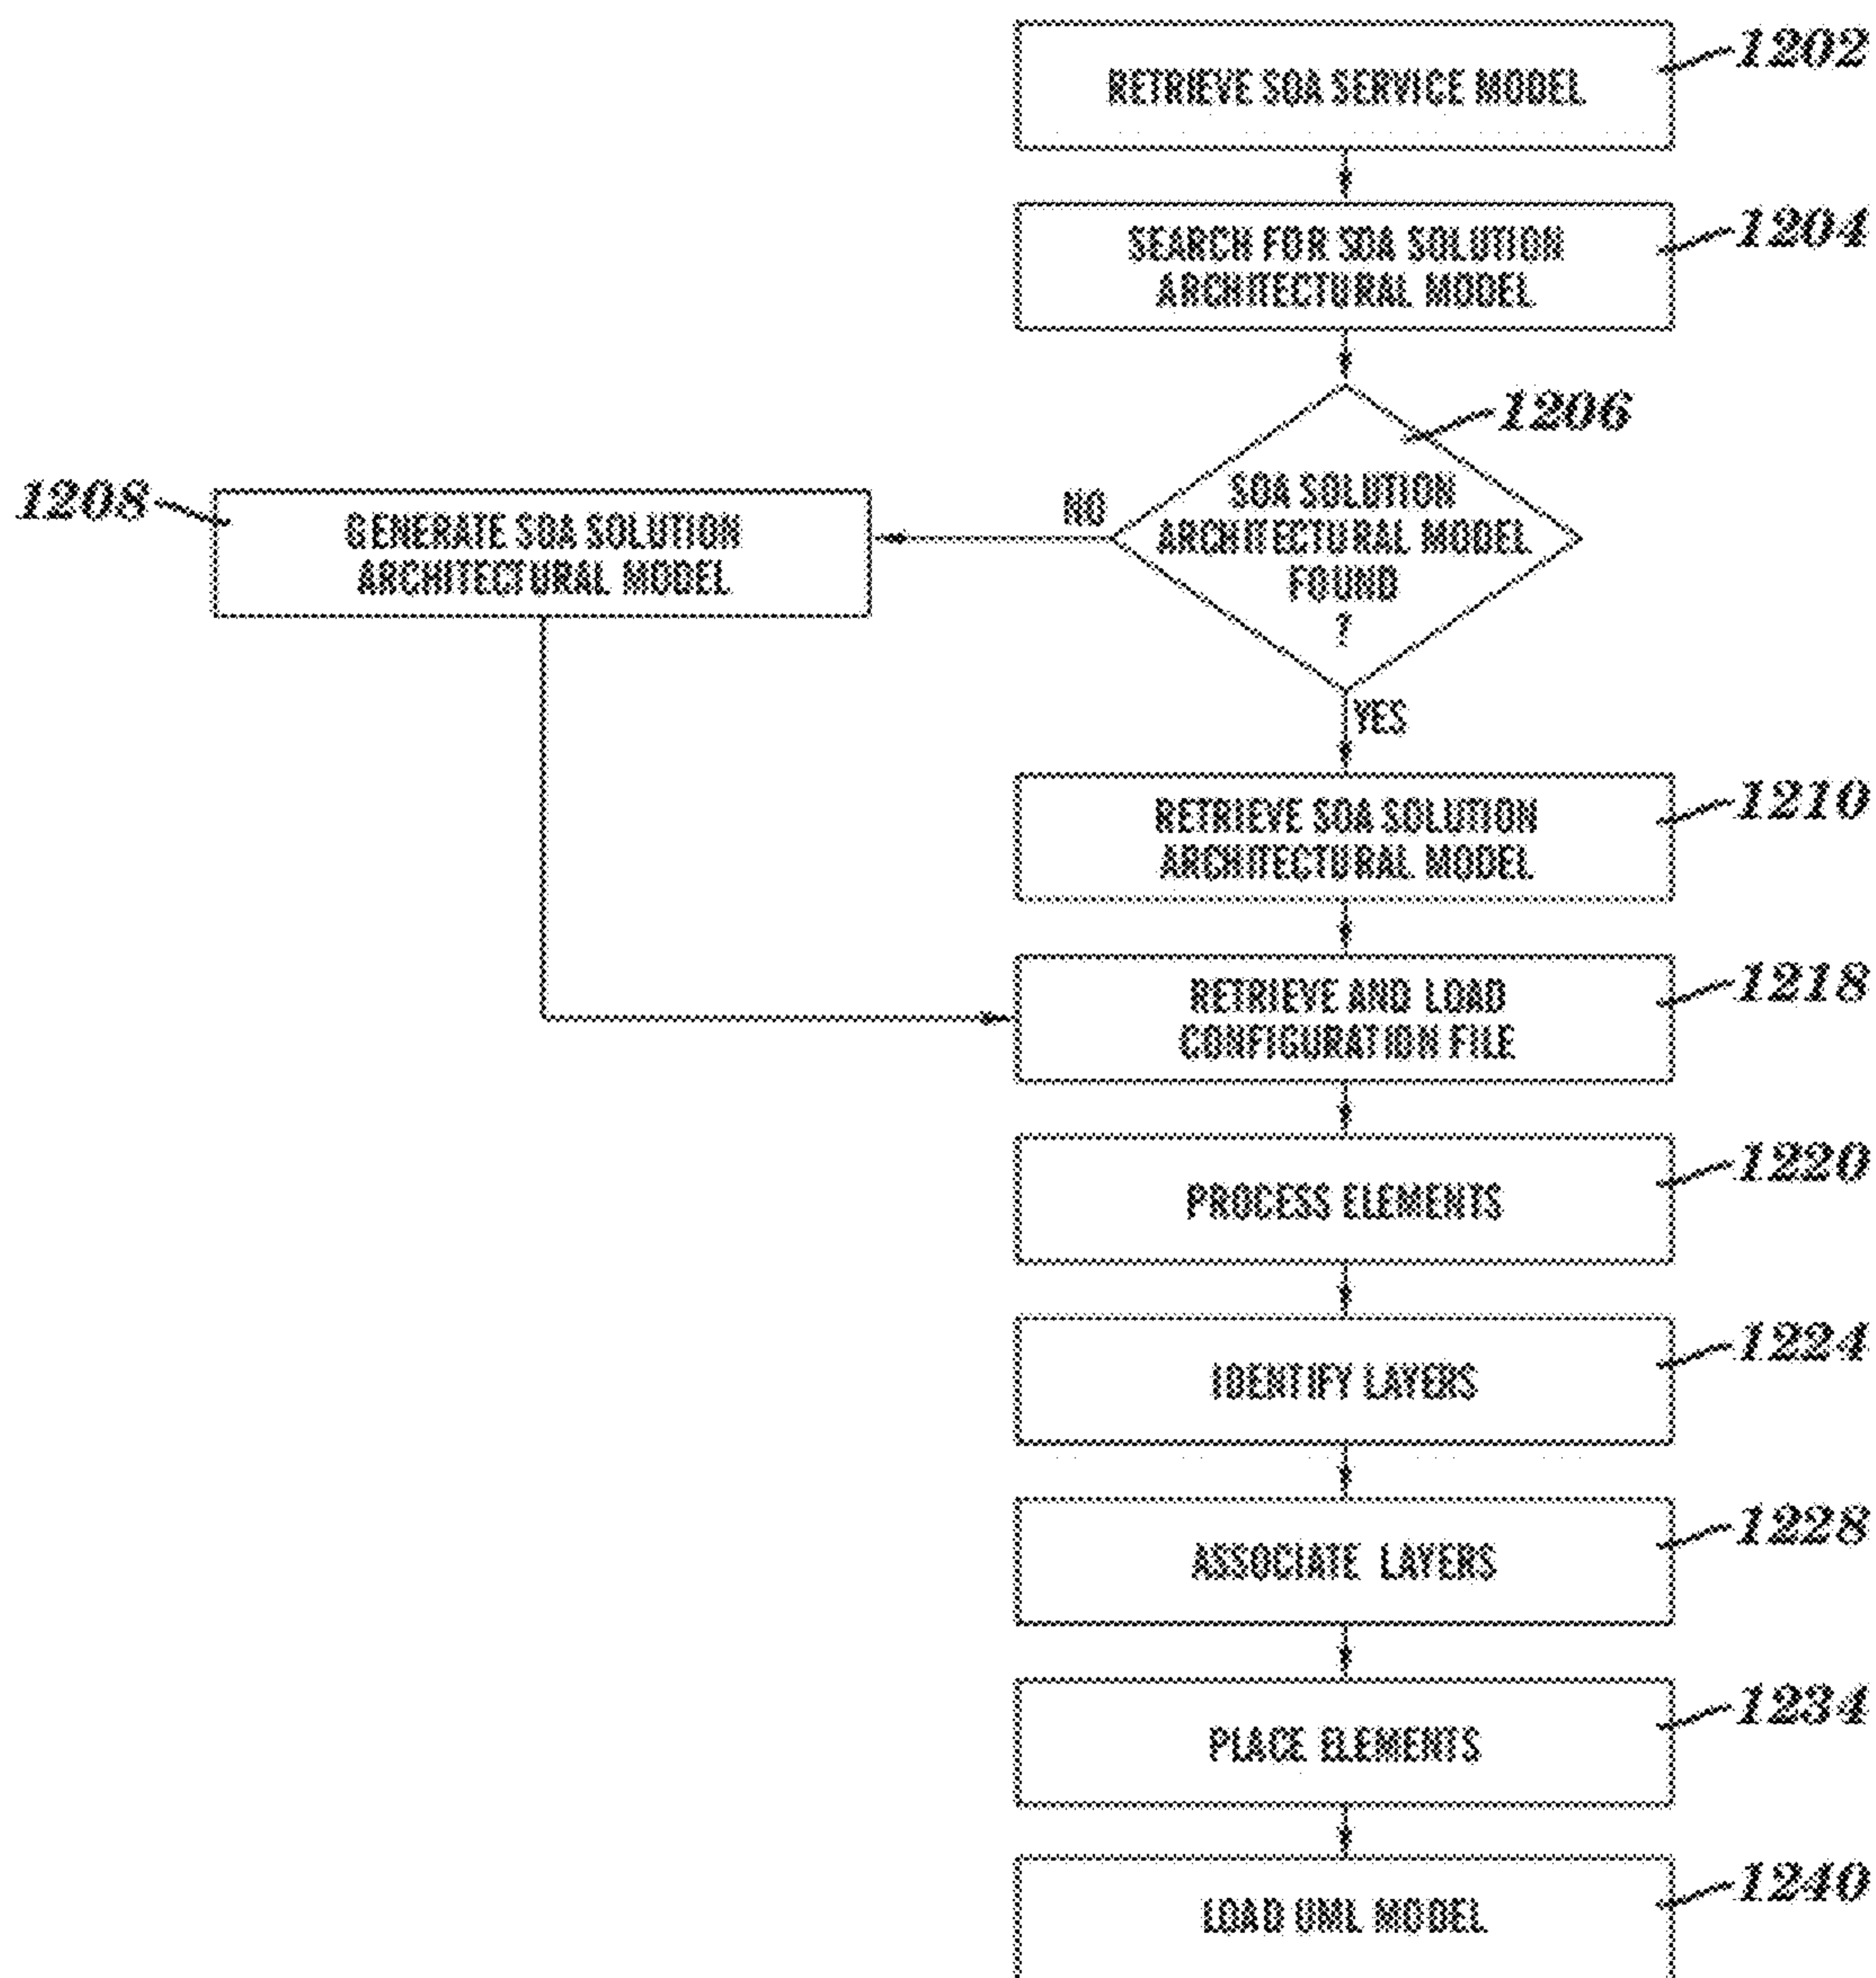 RETRIEVE SOA SERVICE MODEL
1202
SEARCH FOR SOA SOLUTION
ARCHITECTURAL MODEL
1204
1206
SOA SOLUTION
ARCHITECTURAL MODEL
FOUND
?
NO
1208
GENERATE SOA SOLUTION
ARCHITECTURAL MODEL
YES
RETRIEVE SOA SOLUTION
ARCHITECTURAL MODEL
1210
RETRIEVE AND LOAD
CONFIGURATION FILE
1218
PROCESS ELEMENTS
1220
IDENTIFY LAYERS
1224
ASSOCIATE LAYERS
1228
PLACE ELEMENTS
1234
LOAD UML MODEL
1240